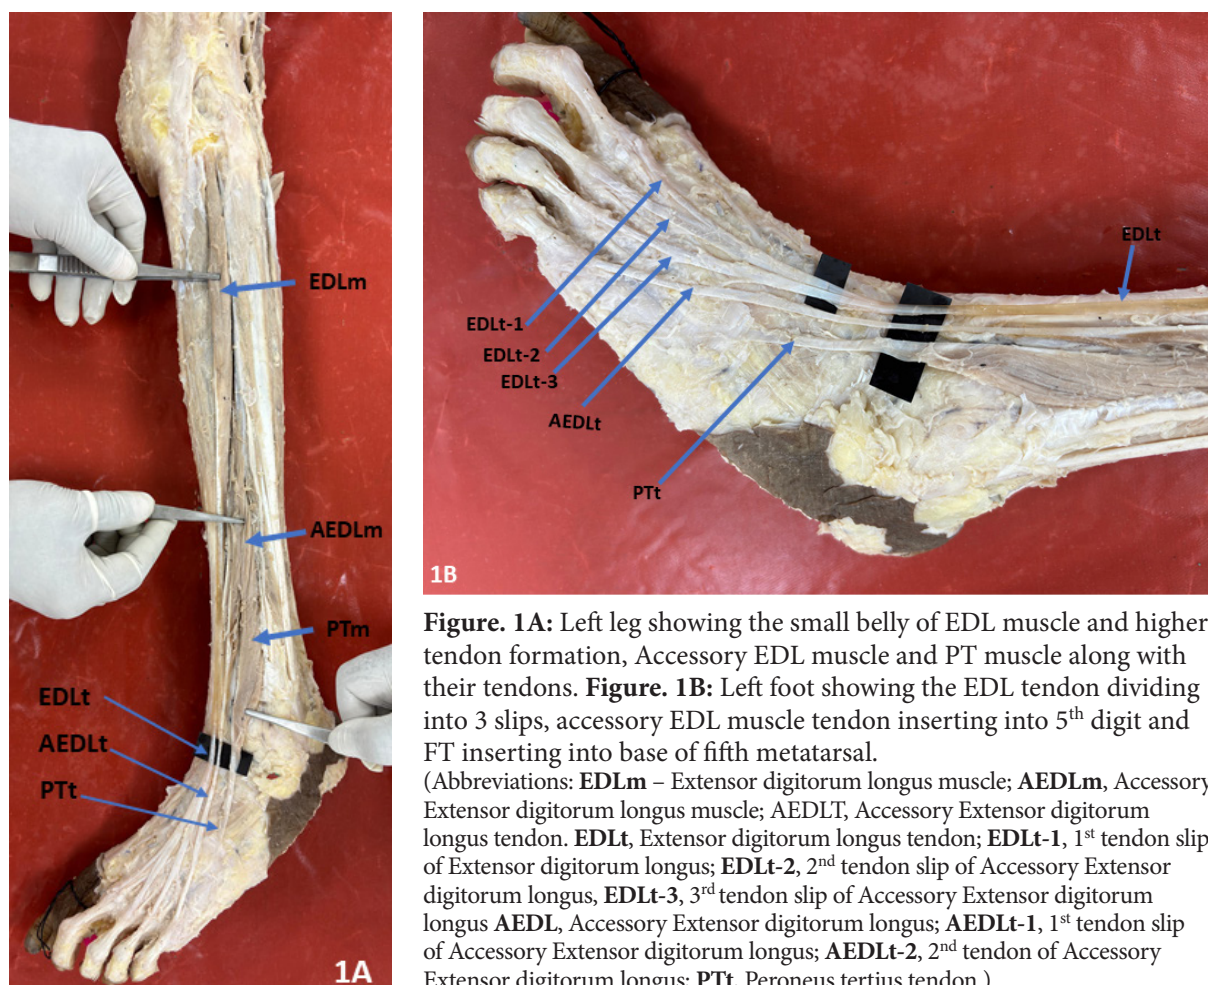 EDLm
AEDLm
PTm
EDLt
AEDLt
PTt
1A
EDLt
EDLt-1
EDLt-2
EDLt-3
AEDLt
PTt
1B
Figure. 1A: Left leg showing the small belly of EDL muscle and higher
tendon formation, Accessory EDL muscle and PT muscle along with
their tendons. Figure. 1B: Left foot showing the EDL tendon dividing
into 3 slips, accessory EDL muscle tendon inserting into 5th digit and
FT inserting into base of fifth metatarsal.
(Abbreviations: EDLm – Extensor digitorum longus muscle; AEDLm, Accessory
Extensor digitorum longus muscle; AEDLT, Accessory Extensor digitorum
longus tendon. EDLt, Extensor digitorum longus tendon; EDLt-1, 1st tendon slip
of Extensor digitorum longus; EDLt-2, 2nd tendon slip of Accessory Extensor
digitorum longus, EDLt-3, 3rd tendon slip of Accessory Extensor digitorum
longus AEDL, Accessory Extensor digitorum longus; AEDLt-1, 1st tendon slip
of Accessory Extensor digitorum longus; AEDLt-2, 2nd tendon of Accessory
Extensor digitorum longus; PTt, Peroneus tertius tendon.)